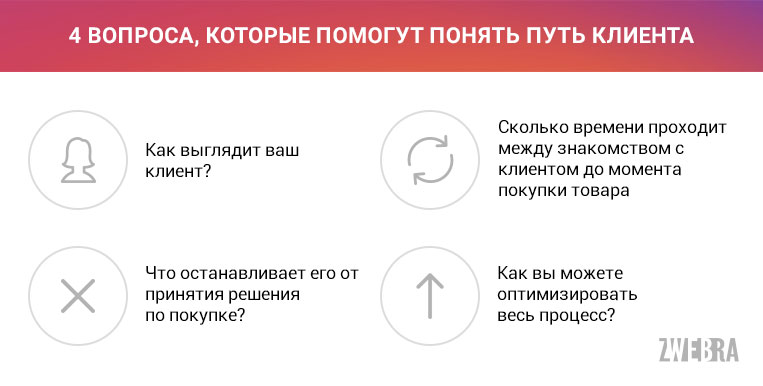 4 ВОПРОСА, КОТОРЫЕ ПОМОГУТ ПОНЯТЬ ПУТЬ КЛИЕНТА
Как выглядит ваш
клиент?
Сколько времени проходит
между знакомством с
клиентом до момента
покупки товара
Что останавливает его от
принятия решения
по покупке?
Как вы можете
оптимизировать
весь процесс?
ZWEBRA